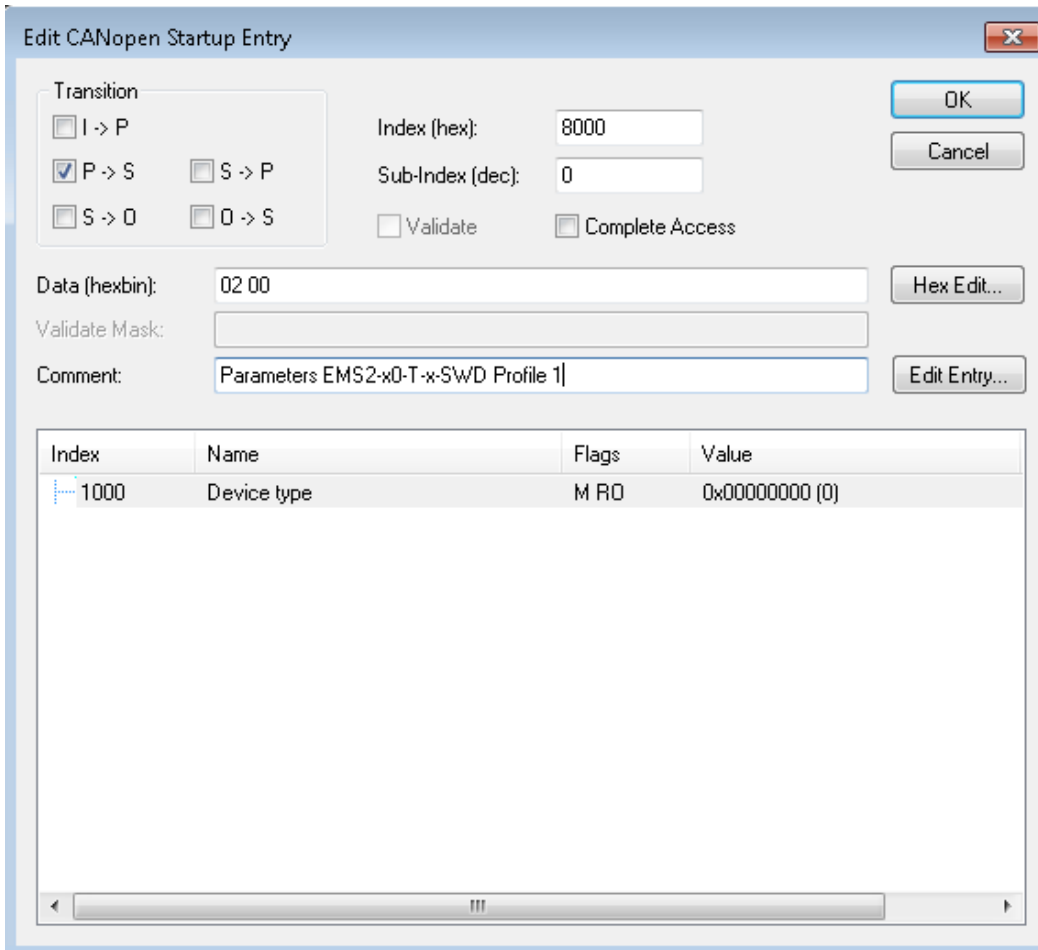 Edit CANopen Startup Entry
Transition
I -> P
P -> S S -> P
S -> O O -> S
Index (hex): 8000
Sub-Index (dec): 0
Validate Complete Access
OK
Cancel
Data (hexbin): 02 00 Hex Edit...
Validate Mask:
Comment: Parameters EMS2-x0-T-x-SWD Profile 1 Edit Entry...
Index Name Flags Value
1000 Device type M RO 0x00000000 (0)